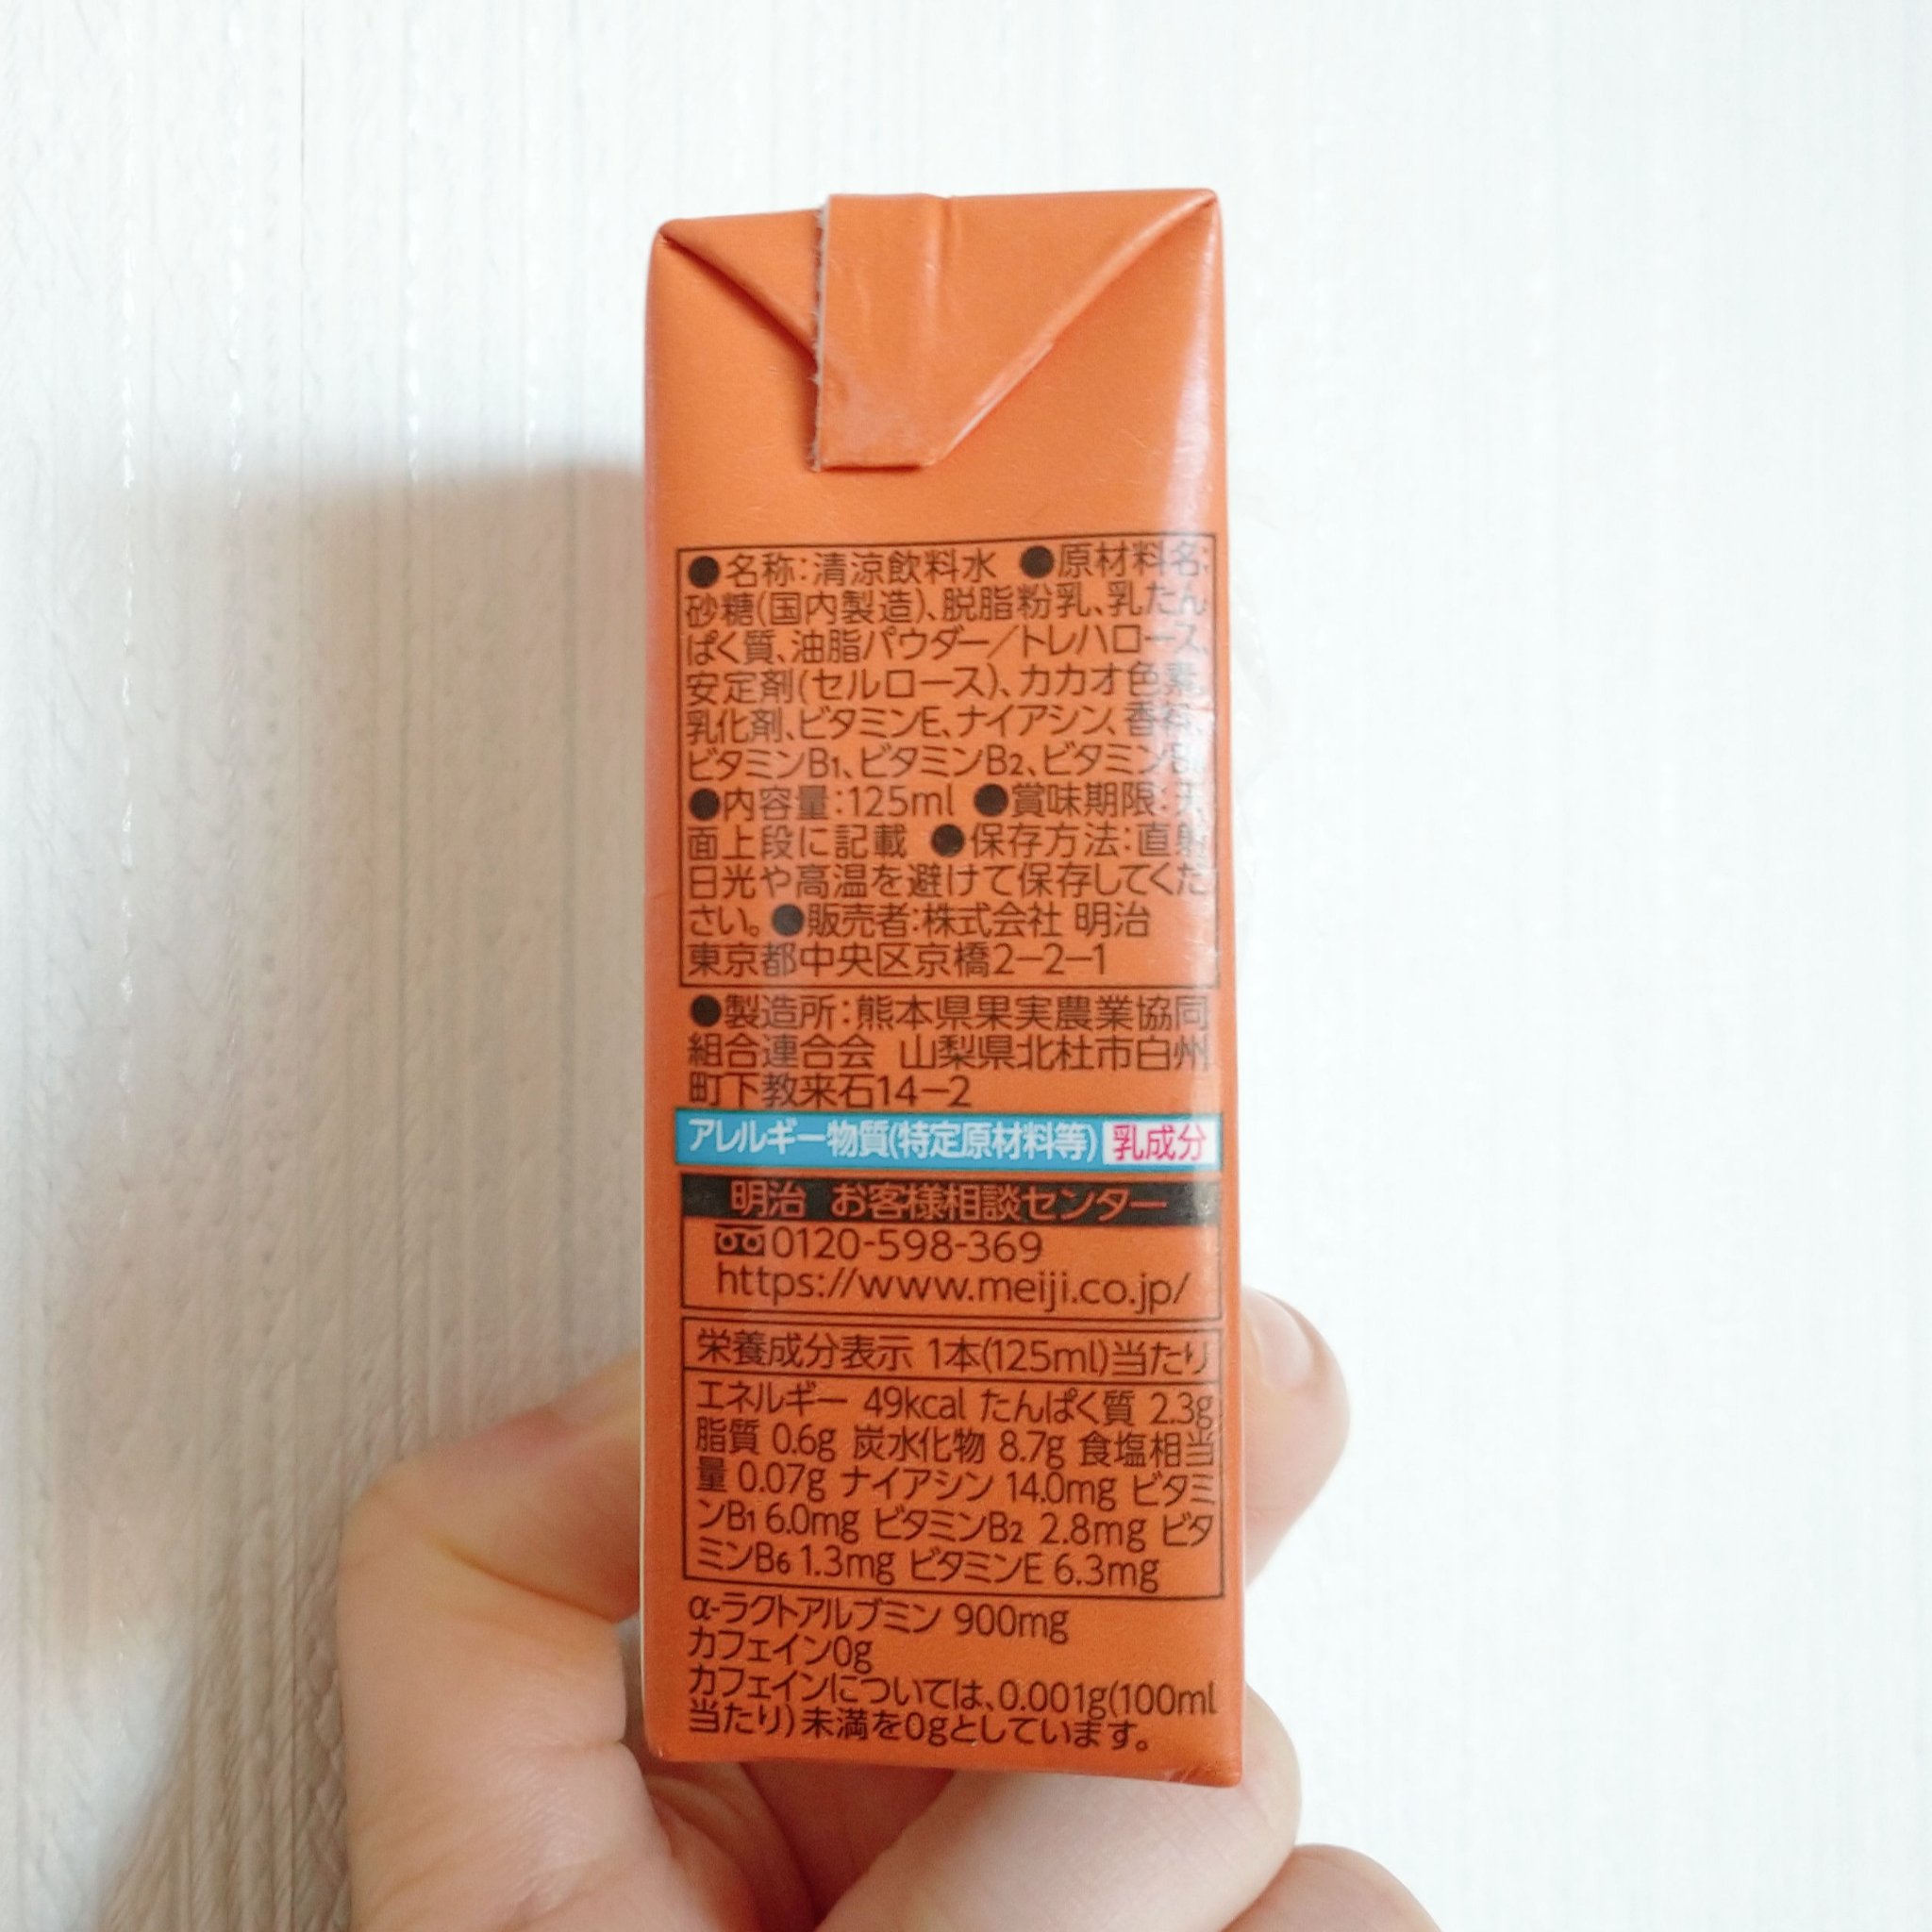 ●名称:清涼飲料水 ●原材料名:
砂糖(国内製造)、脱脂粉乳、乳たん
ぱく質、油脂パウダー/トレハロース、
安定剤(セルロース)、カカオ色素、
乳化剤、ビタミンE、ナイアシン、香料、
ビタミンB1、ビタミンB2、ビタミンB6
●内容量:125ml ●賞味期限:天
面上段に記載 ●保存方法:直射
日光や高温を避けて保存してくだ
さい。●販売者:株式会社 明治
東京都中央区京橋2−2−1
●製造所:熊本県果実農業協同
組合連合会 山梨県北杜市白州
町下教来石14−2
アレルギー物質(特定原材料等) 乳成分
明治 お客様相談センター
0120-598-369
https://www.meiji.co.jp/
栄養成分表示 1本(125ml)当たり
エネルギー 49kcal たんぱく質 2.3g
脂質 0.6g 炭水化物 8.7g 食塩相当
量 0.07g ナイアシン 14.0mg ビタミ
ンB1 6.0mg ビタミンB2 2.8mg ビタ
ミンB6 1.3mg ビタミンE 6.3mg
α-ラクトアルブミン 900mg
カフェイン0g
カフェインについては、0.001g(100ml
当たり)未満を0gとしています。